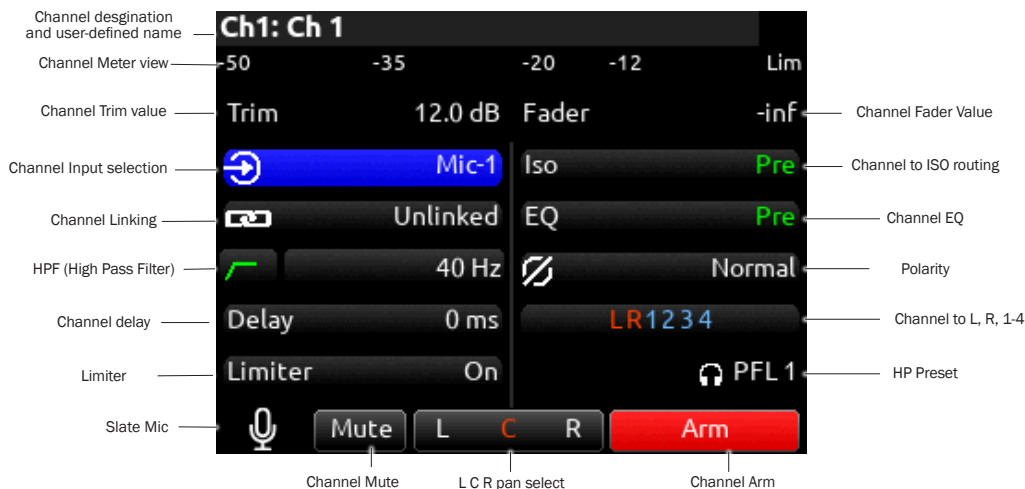 Channel desgination
and user-defined name
Ch1: Ch 1
Channel Meter view
-50 -35 -20 -12 Lim
Channel Trim value
Trim 12.0 dB Fader -inf
Channel Fader Value
Channel Input selection
Mic-1 Iso Pre
Channel to ISO routing
Channel Linking
Unlinked EQ Pre
Channel EQ
HPF (High Pass Filter)
40 Hz Normal
Polarity
Channel delay
Delay 0 ms L R 1 2 3 4
Channel to L, R, 1-4
Limiter
Limiter On PFL 1
HP Preset
Slate Mic
Mute L C R Arm
Channel Mute
L C R pan select
Channel Arm